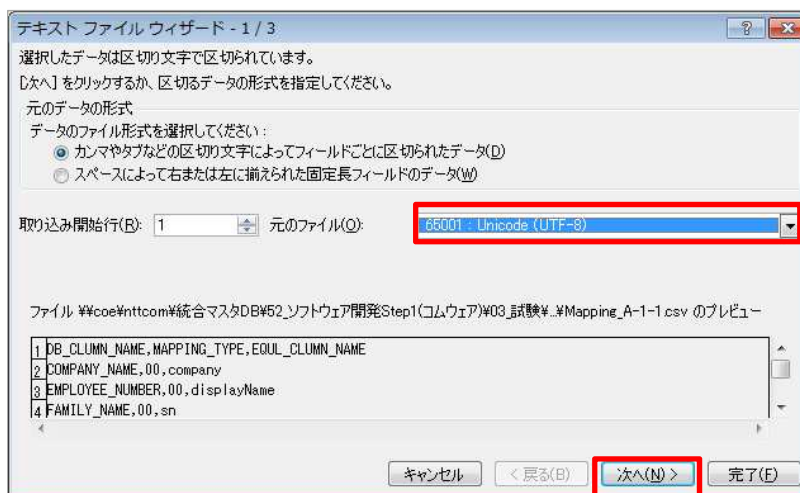 テキスト ファイル ウィザード - 1 / 3
選択したデータは区切り文字で区切られています。
[次へ] をクリックするか、区切るデータの形式を指定してください。
元のデータの形式
データのファイル形式を選択してください：
カンマやタブなどの区切り文字によってフィールドごとに区切られたデータ(D)
スペースによって右または左に揃えられた固定長フィールドのデータ(W)
取り込み開始行(R): 1 元のファイル(O): 65001 : Unicode (UTF-8)
ファイル ¥¥coe¥nttcom¥統合マスタDB¥52_ソフトウェア開発Step1(コムウェア)¥03_試験¥...¥Mapping_A-1-1.csv のプレビュー
1 DB_CLUMN_NAME,MAPPING_TYPE,EQUL_CLUMN_NAME
2 COMPANY_NAME,00,company
3 EMPLOYEE_NUMBER,00,displayName
4 FAMILY_NAME,00,sn
キャンセル < 戻る(B) 次へ(N) > 完了(F)